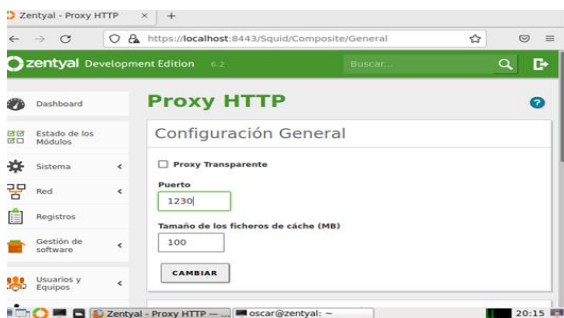 Zentyal - Proxy HTTP
https://localhost:8443/Squid/Composite/General
zentyal Development Edition 6.2
Buscar...
Dashboard
Estado de los
Módulos
Sistema
Red
Registros
Gestión de
software
Usuarios y
Equipos
Proxy HTTP
Configuración General
Proxy Transparente
Puerto
1230
Tamaño de los ficheros de cáche (MB)
100
CAMBIAR
Zentyal - Proxy HTTP — ...
oscar@zentyal: ~
20:15